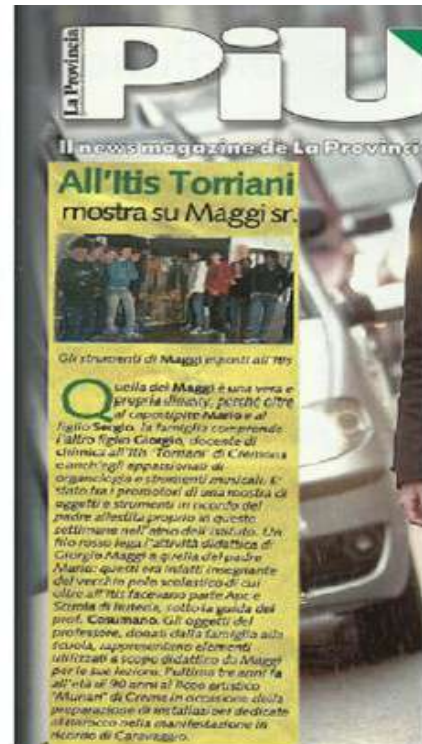 La Provincia
PiU
Il news magazine de La Provinci
All'Itis Torriani
mostra su Maggi sr.
Gli strumenti di Maggi esposti all'Itis
Quella dei Maggi è una vera e
propria dinasty, perché oltre
al capostipite Mario e al
figlio Sergio, la famiglia comprende
l'altro figlio Giorgio, docente di
chimica all'Itis "Torriani" di Cremona
e anch'egli appassionati di
organologia e strumenti musicali. E'
stato fra i promotori di una mostra di
oggetti e strumenti in ricordo del
padre allestita proprio in queste
settimane nell'atrio dell'istituto. Un
filo rosso lega l'attività didattica di
Giorgio Maggi a quella del padre
Mario: questi era infatti insegnante
del vecchio polo scolastico di cui
oltre all'Itis facevano parte Apc e
Scuola di liuteria, sotto la guida del
prof. Cosumano. Gli oggetti del
professore, donati dalla famiglia alla
scuola, rappresentano elementi
utilizzati a scopo didattico da Maggi
per le sue lezioni, l'ultima tre anni fa
all'età di 90 anni al liceo artistico
"Munari" di Crema in occasione della
preparazione di installazioni dedicate
al barocco nella manifestazione in
ricordo di Caravaggio.